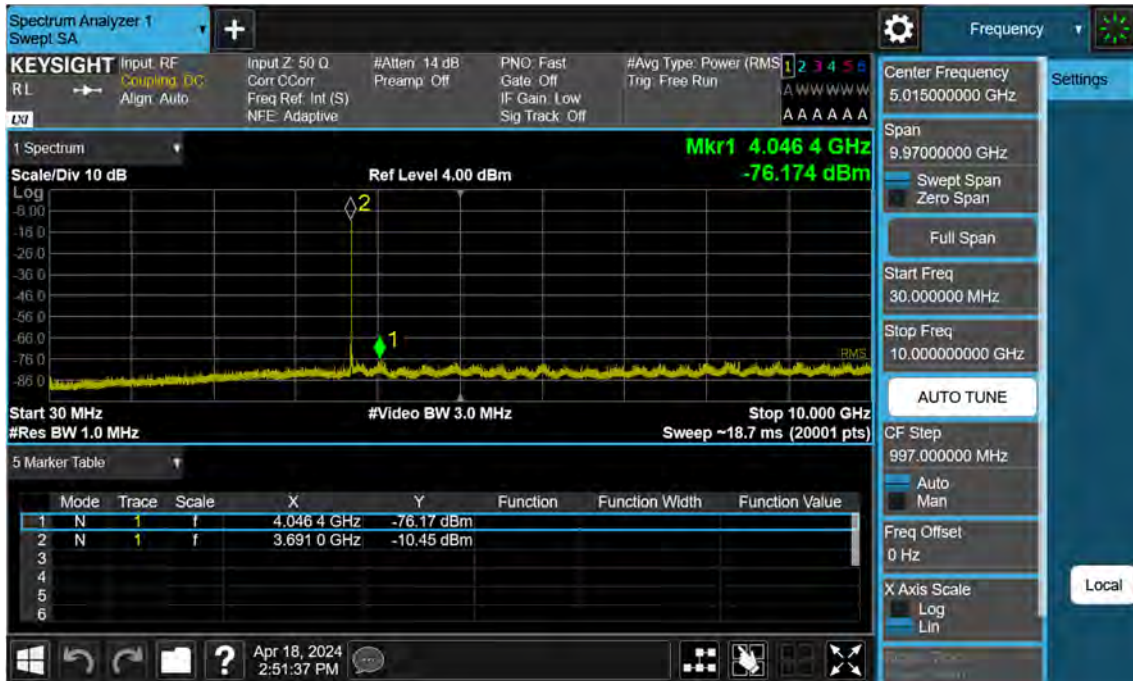 Spectrum Analyzer 1
Swept SA
Frequency
KEYSIGHT
RL
LXI
Input: RF
Coupling: DC
Align: Auto
Input Z: 50 Ω
Corr CCorr
Freq Ref: Int (S)
NFE: Adaptive
#Atten: 14 dB
Preamp: Off
PNO: Fast
Gate: Off
IF Gain: Low
Sig Track: Off
#Avg Type: Power (RMS
Trig: Free Run
1 2 3 4 5 6
A W W W W W
A A A A A A
1 Spectrum
Scale/Div 10 dB
Ref Level 4.00 dBm
Mkr1 4.046 4 GHz
-76.174 dBm
Log
-6.00
-16.0
-26.0
-36.0
-46.0
-56.0
-66.0
-76.0
-86.0
2
1
RMS
Start 30 MHz
#Video BW 3.0 MHz
Stop 10.000 GHz
#Res BW 1.0 MHz
Sweep ~18.7 ms (20001 pts)
5 Marker Table
Mode Trace Scale X Y Function Function Width Function Value
1 N 1 f 4.046 4 GHz -76.17 dBm
2 N 1 f 3.691 0 GHz -10.45 dBm
3
4
5
6
Apr 18, 2024
2:51:37 PM
Center Frequency
5.015000000 GHz
Settings
Span
9.97000000 GHz
Swept Span
Zero Span
Full Span
Start Freq
30.000000 MHz
Stop Freq
10.000000000 GHz
AUTO TUNE
CF Step
997.000000 MHz
Auto
Man
Freq Offset
0 Hz
X Axis Scale
Log
Lin
Local